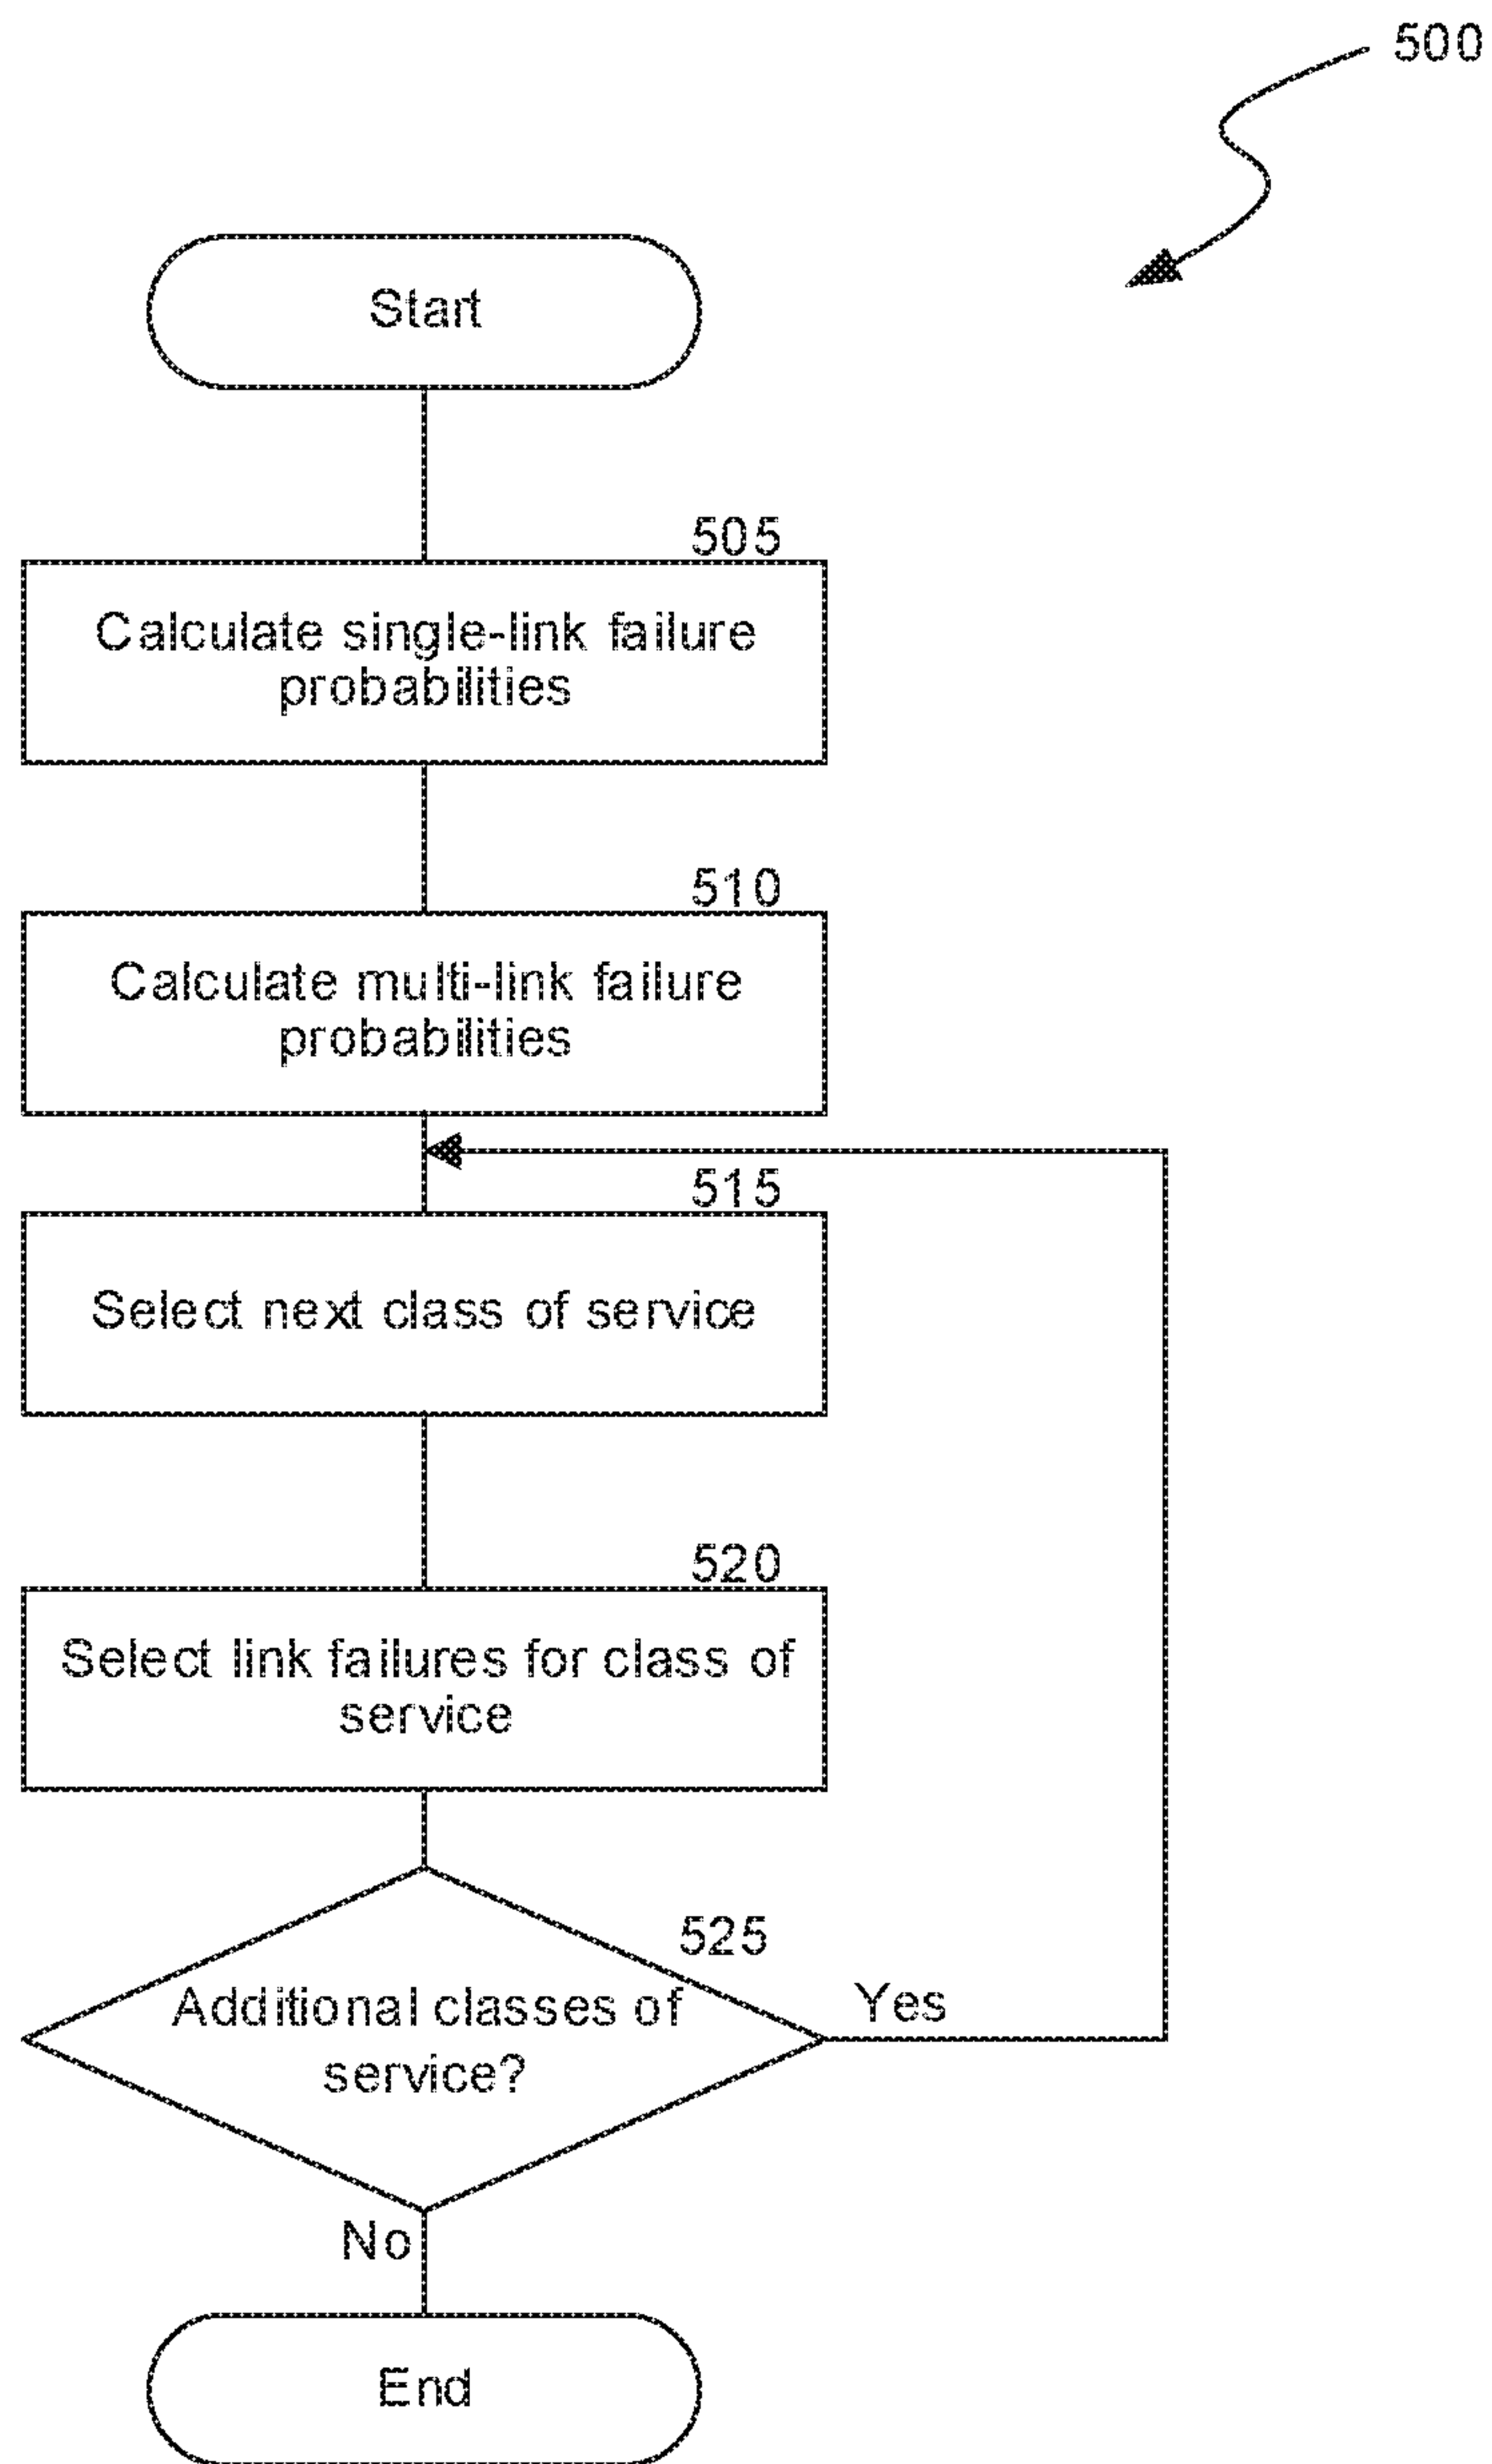 500
Start
505
Calculate single-link failure
probabilities
510
Calculate multi-link failure
probabilities
515
Select next class of service
520
Select link failures for class of
service
525
Additional classes of
service?
Yes
No
End